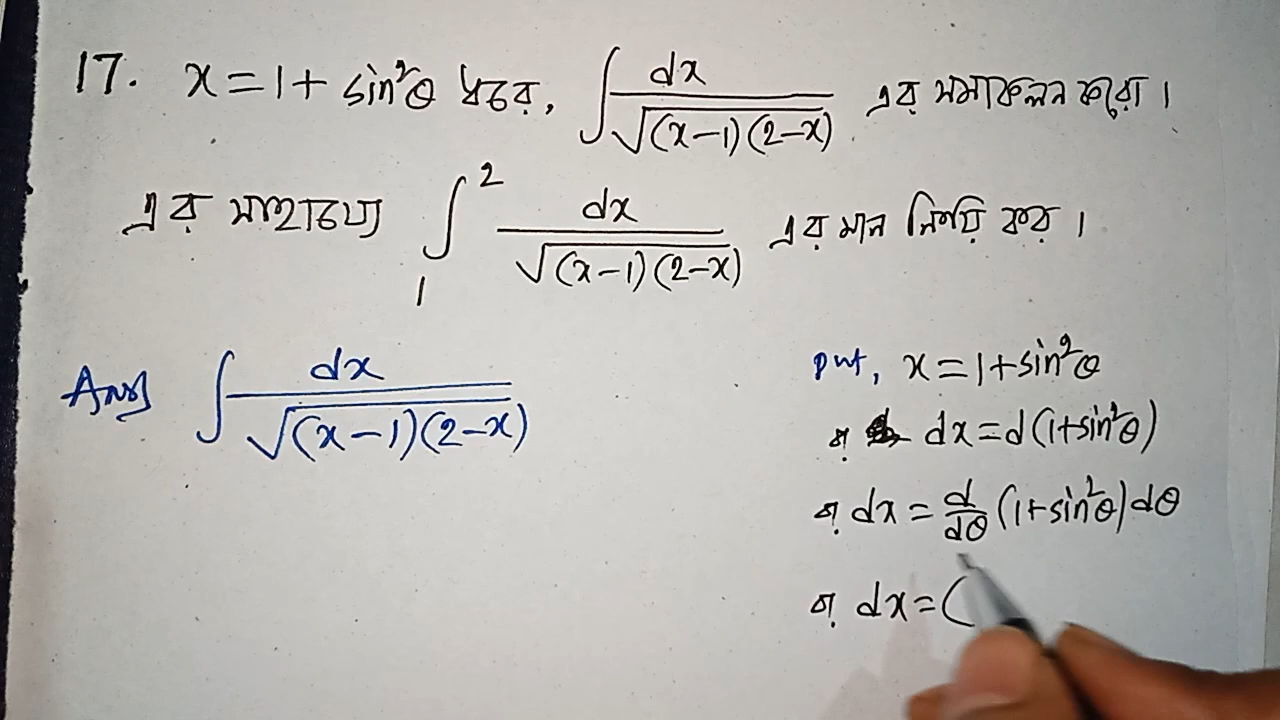 17. x = 1 + sin²θ ধরে, ∫ dx/√((x-1)(2-x)) এর সমাকলন করো।
এর সাহায্যে ∫₁² dx/√((x-1)(2-x)) এর মান নির্ণয় কর।
Ans ∫ dx/√((x-1)(2-x))
put, x = 1 + sin²θ
বা, dx = d(1+sin²θ)
বা, dx = d/dθ (1+sin²θ)dθ
বা, dx = (